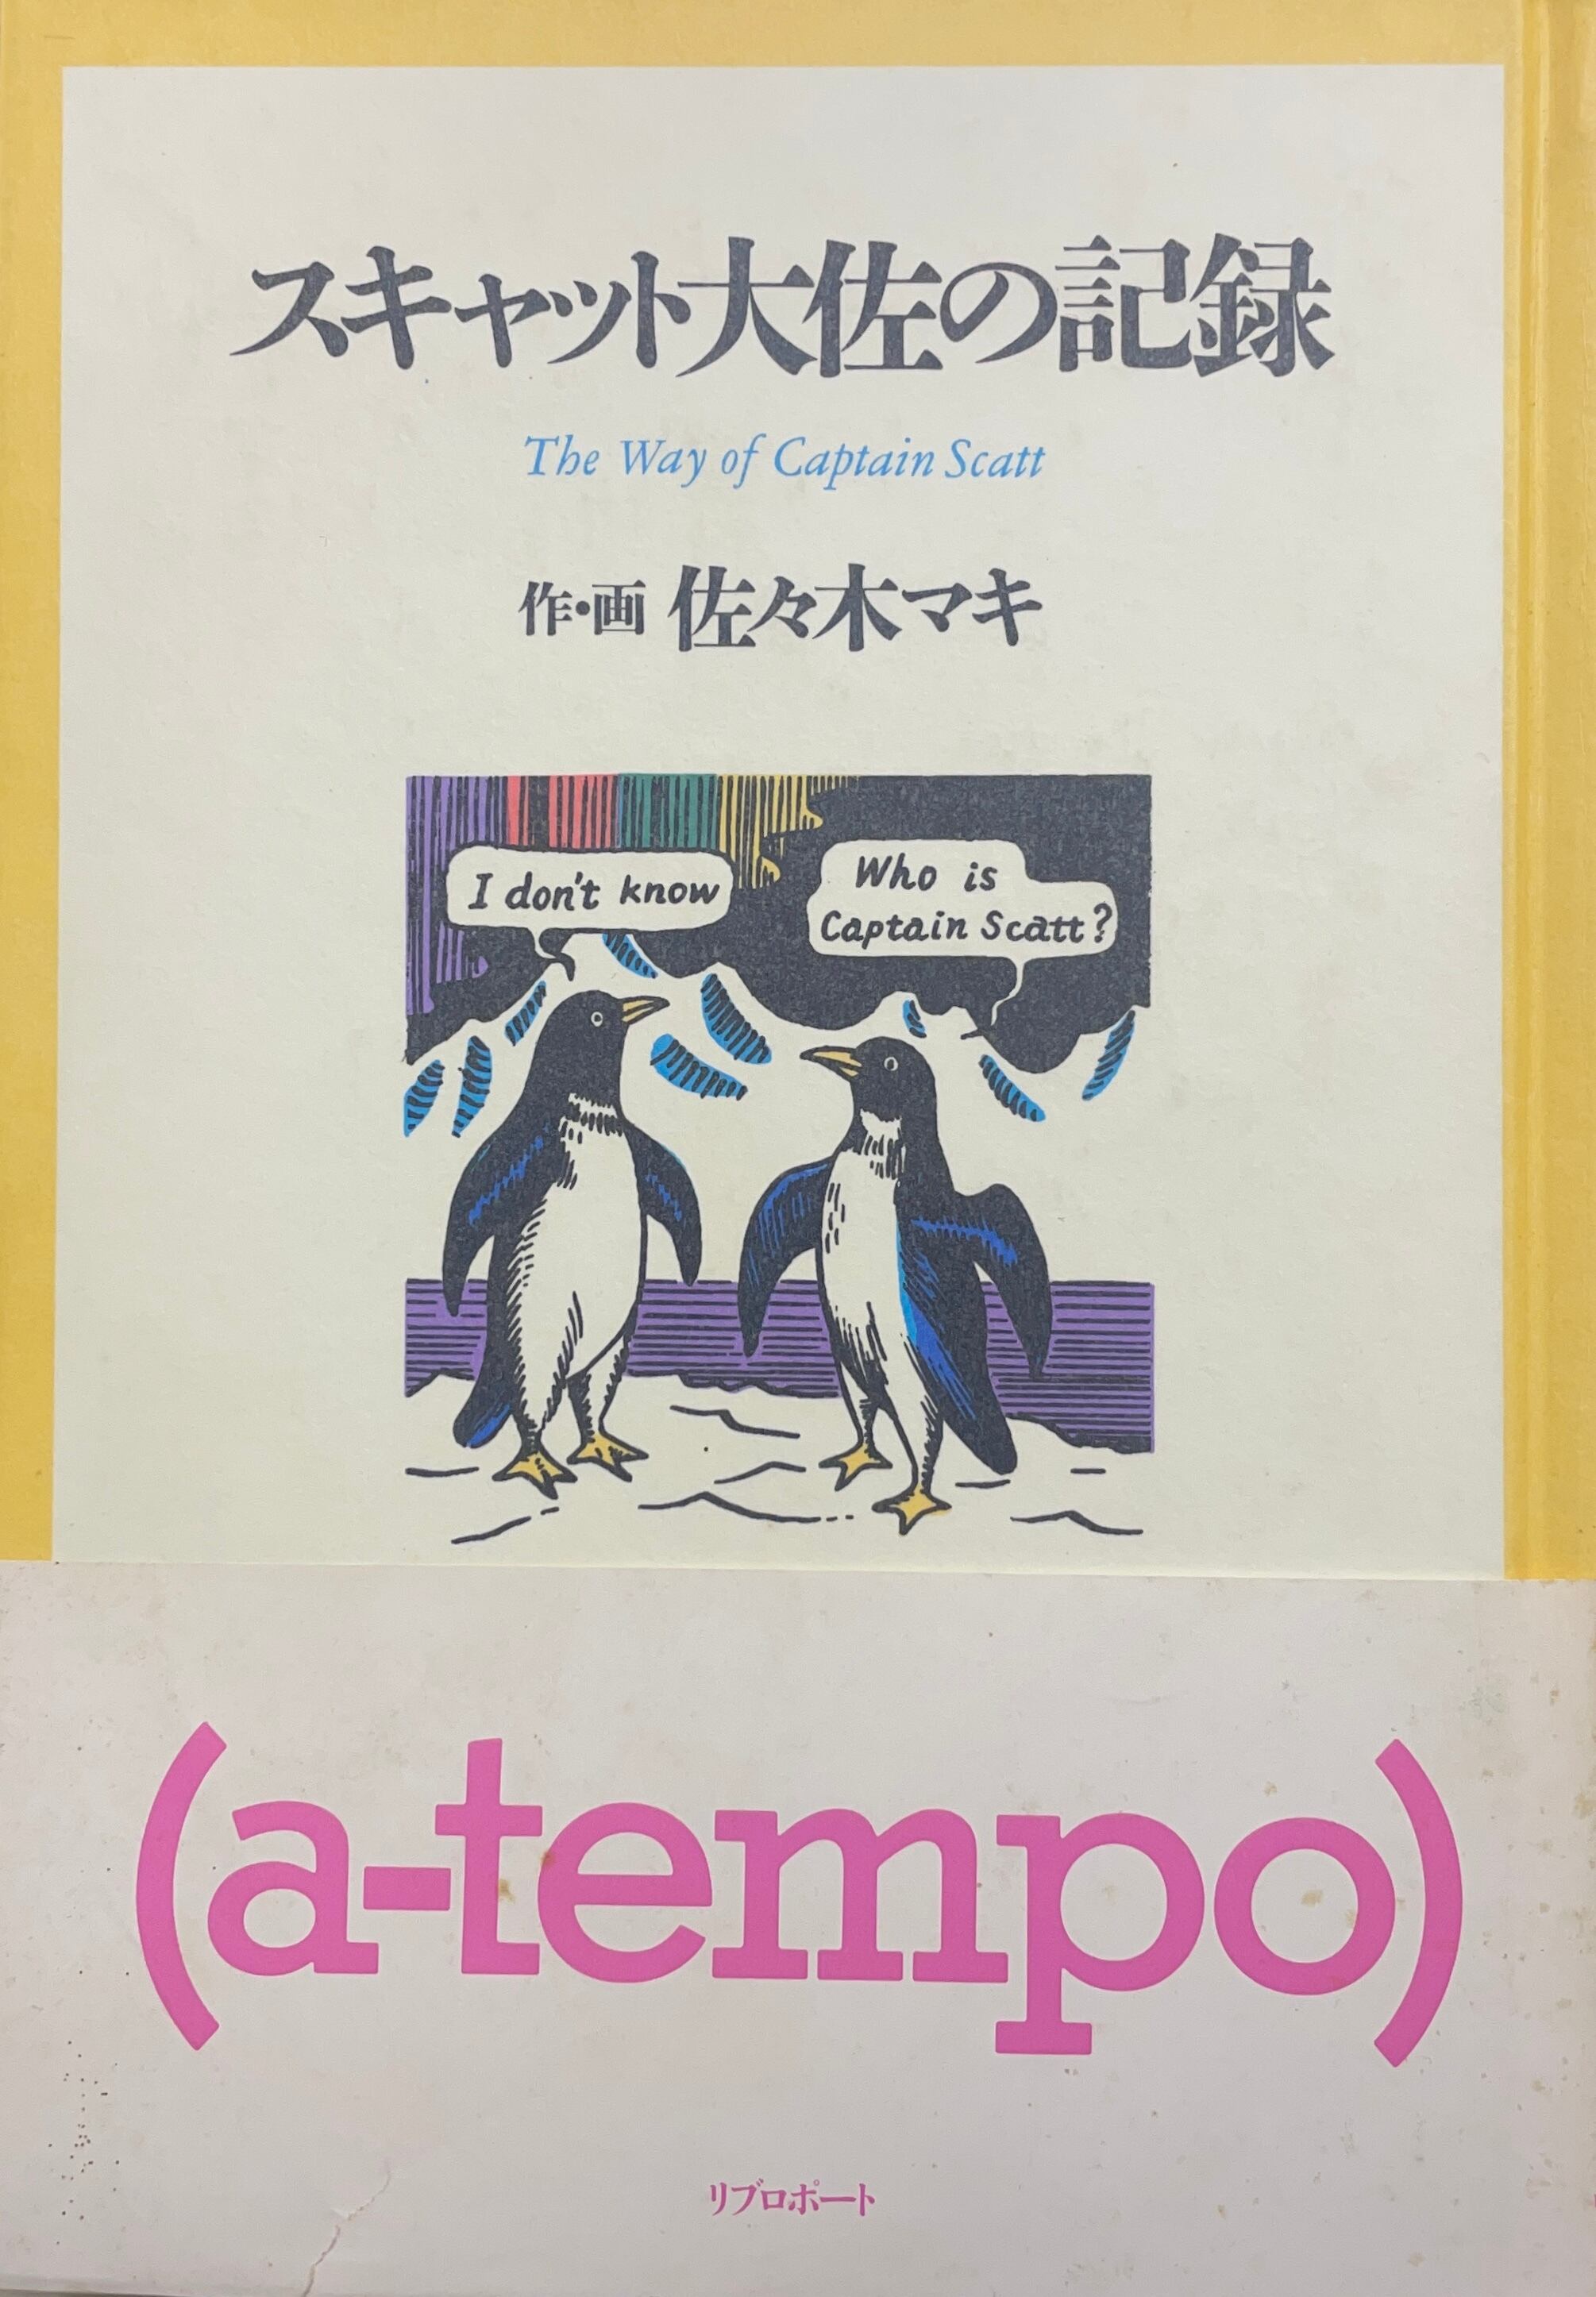 スキャット大佐の記録
The Way of Captain Scatt
作・画 佐々木マキ
I don't know
Who is
Captain Scatt?
(a-tempo)
リブロポート